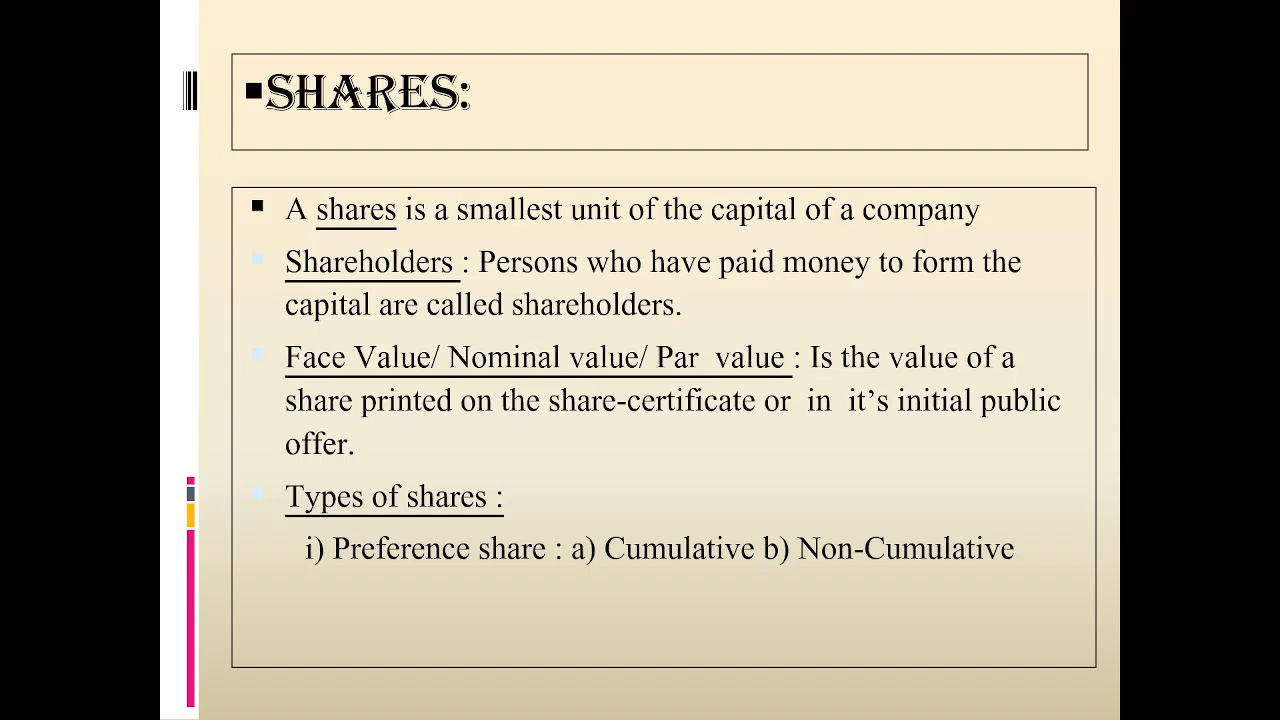 ▪SHARES:
▪ A shares is a smallest unit of the capital of a company
▪ Shareholders : Persons who have paid money to form the
capital are called shareholders.
▪ Face Value/ Nominal value/ Par value : Is the value of a
share printed on the share-certificate or in it’s initial public
offer.
▪ Types of shares :
i) Preference share : a) Cumulative b) Non-Cumulative